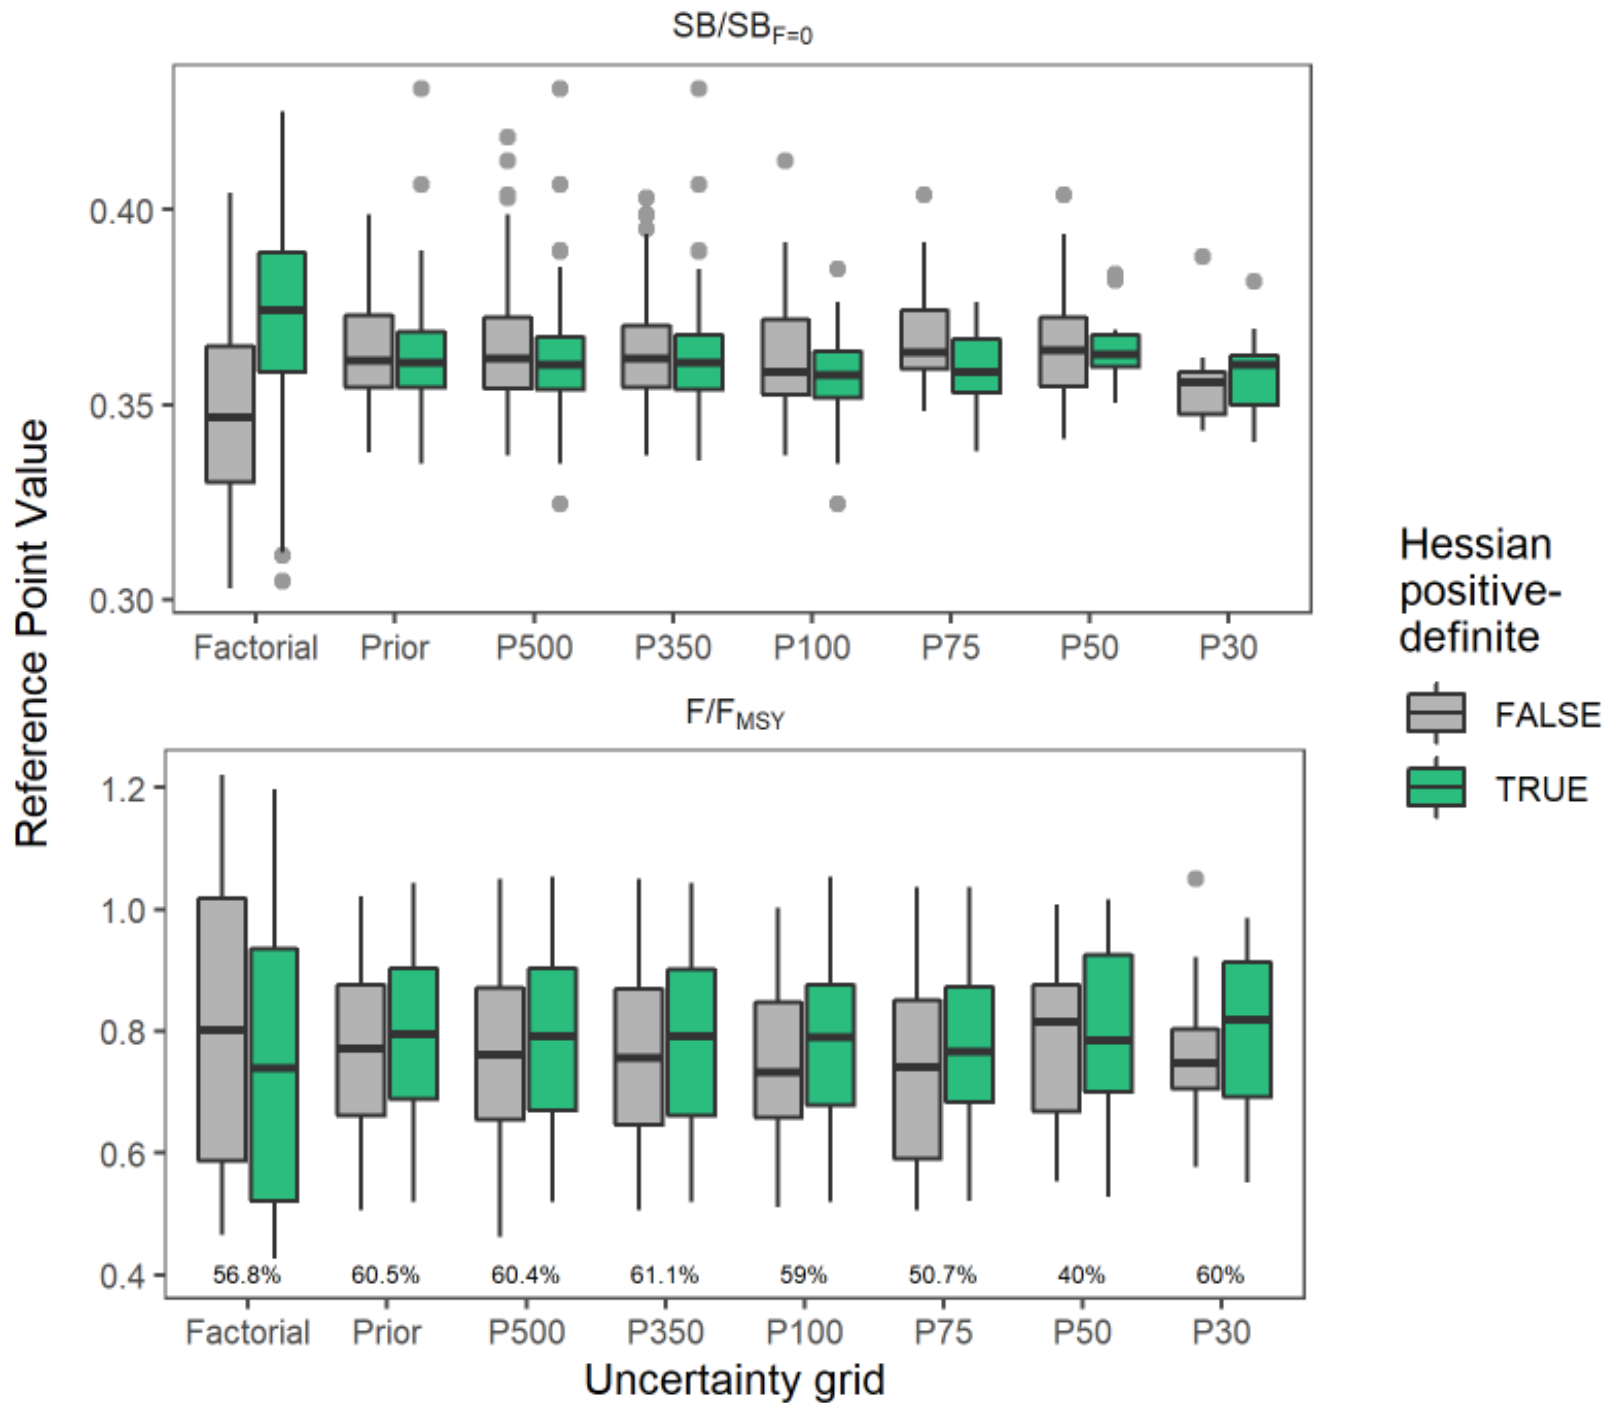 SB/SB_F=0
Reference Point Value
0.40
0.35
0.30
Factorial Prior P500 P350 P100 P75 P50 P30
F/F_MSY
1.2
1.0
0.8
0.6
0.4
56.8% 60.5% 60.4% 61.1% 59% 50.7% 40% 60%
Factorial Prior P500 P350 P100 P75 P50 P30
Uncertainty grid
Hessian
positive-
definite
FALSE
TRUE